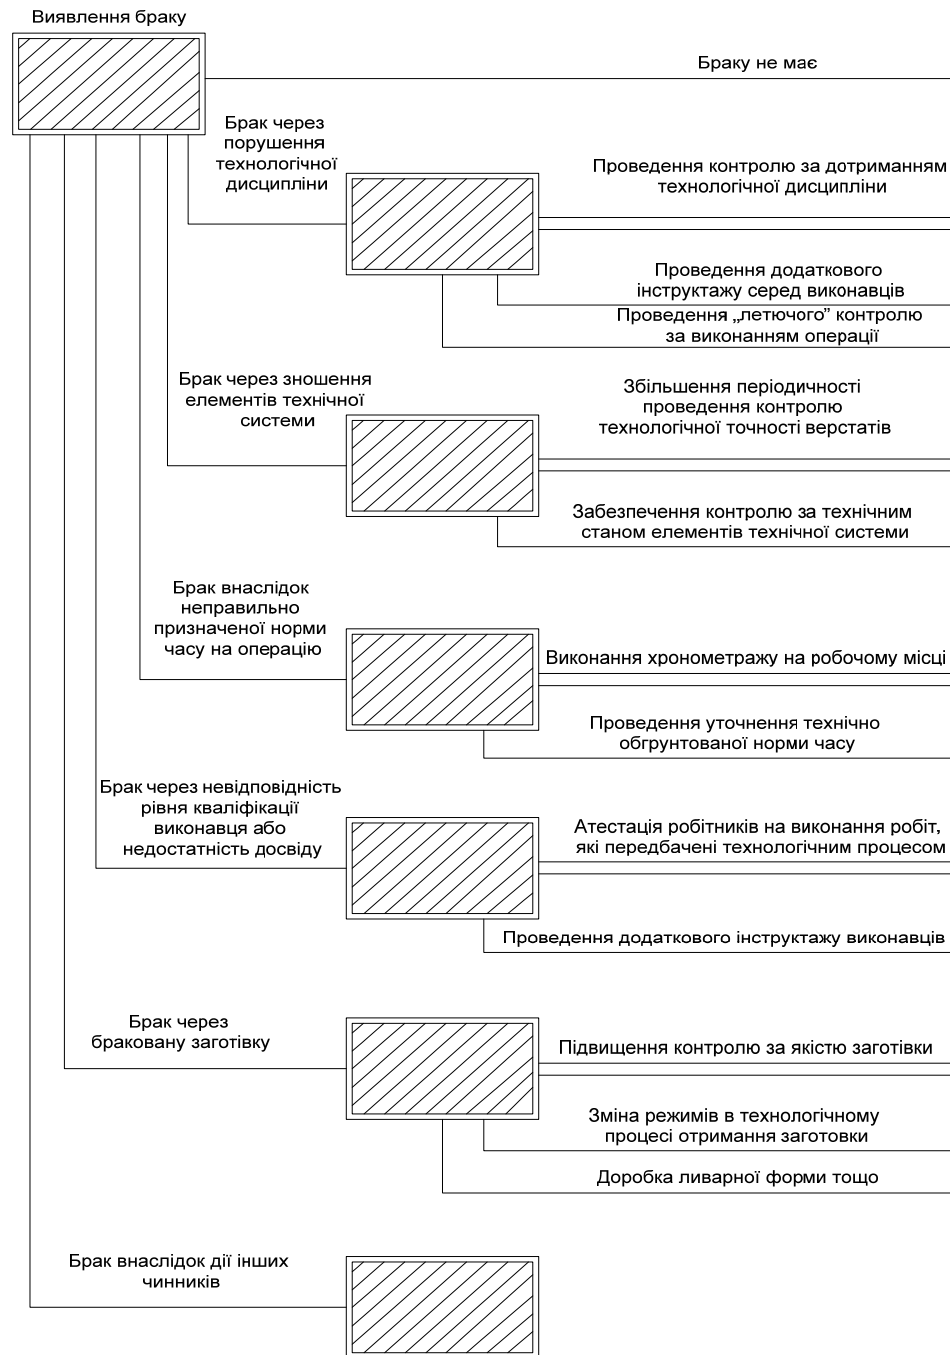 Виявлення браку
Браку не має
Брак через
порушення
технологічної
дисципліни
Проведення контролю за дотриманням
технологічної дисципліни
Проведення додаткового
інструктажу серед виконавців
Проведення „летючого” контролю
за виконанням операції
Брак через зношення
елементів технічної
системи
Збільшення періодичності
проведення контролю
технологічної точності верстатів
Забезпечення контролю за технічним
станом елементів технічної системи
Брак внаслідок
неправильно
призначеної норми
часу на операцію
Виконання хронометражу на робочому місці
Проведення уточнення технічно
обгрунтованої норми часу
Брак через невідповідність
рівня кваліфікації
виконавця або
недостатність досвіду
Атестація робітників на виконання робіт,
які передбачені технологічним процесом
Проведення додаткового інструктажу виконавців
Брак через
браковану заготівку
Підвищення контролю за якістю заготівки
Зміна режимів в технологічному
процесі отримання заготовки
Доробка ливарної форми тощо
Брак внаслідок дії інших
чинників